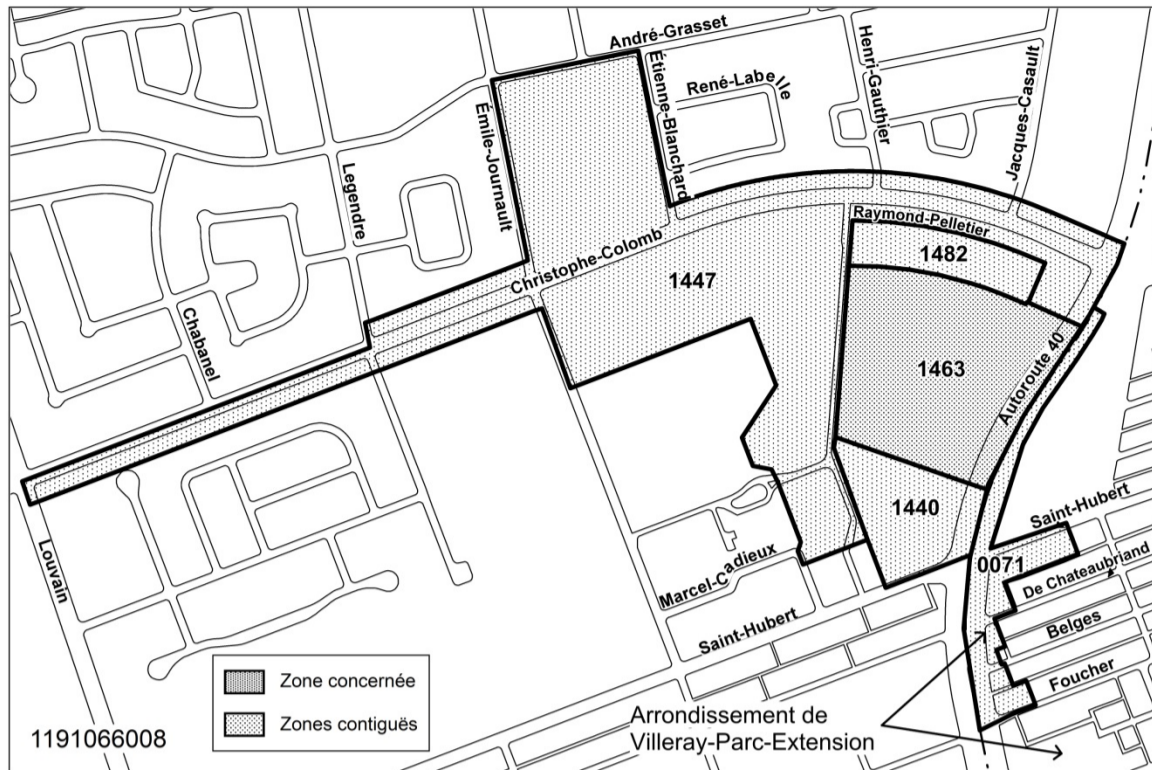 André-Grasset
Étienne-Blanchard
René-Labelle
Henri-Gauthier
Jacques-Casault
Émile-Journault
Legendre
Raymond-Pelletier
Christophe-Colomb
1482
1447
Chabanel
1463
Autoroute 40
1440
Saint-Hubert
0071
De Chateaubriand
Louvain
Marcel-Cadieux
Saint-Hubert
Belges
Foucher
Zone concernée
Zones contiguës
Arrondissement de
Villeray-Parc-Extension
1191066008